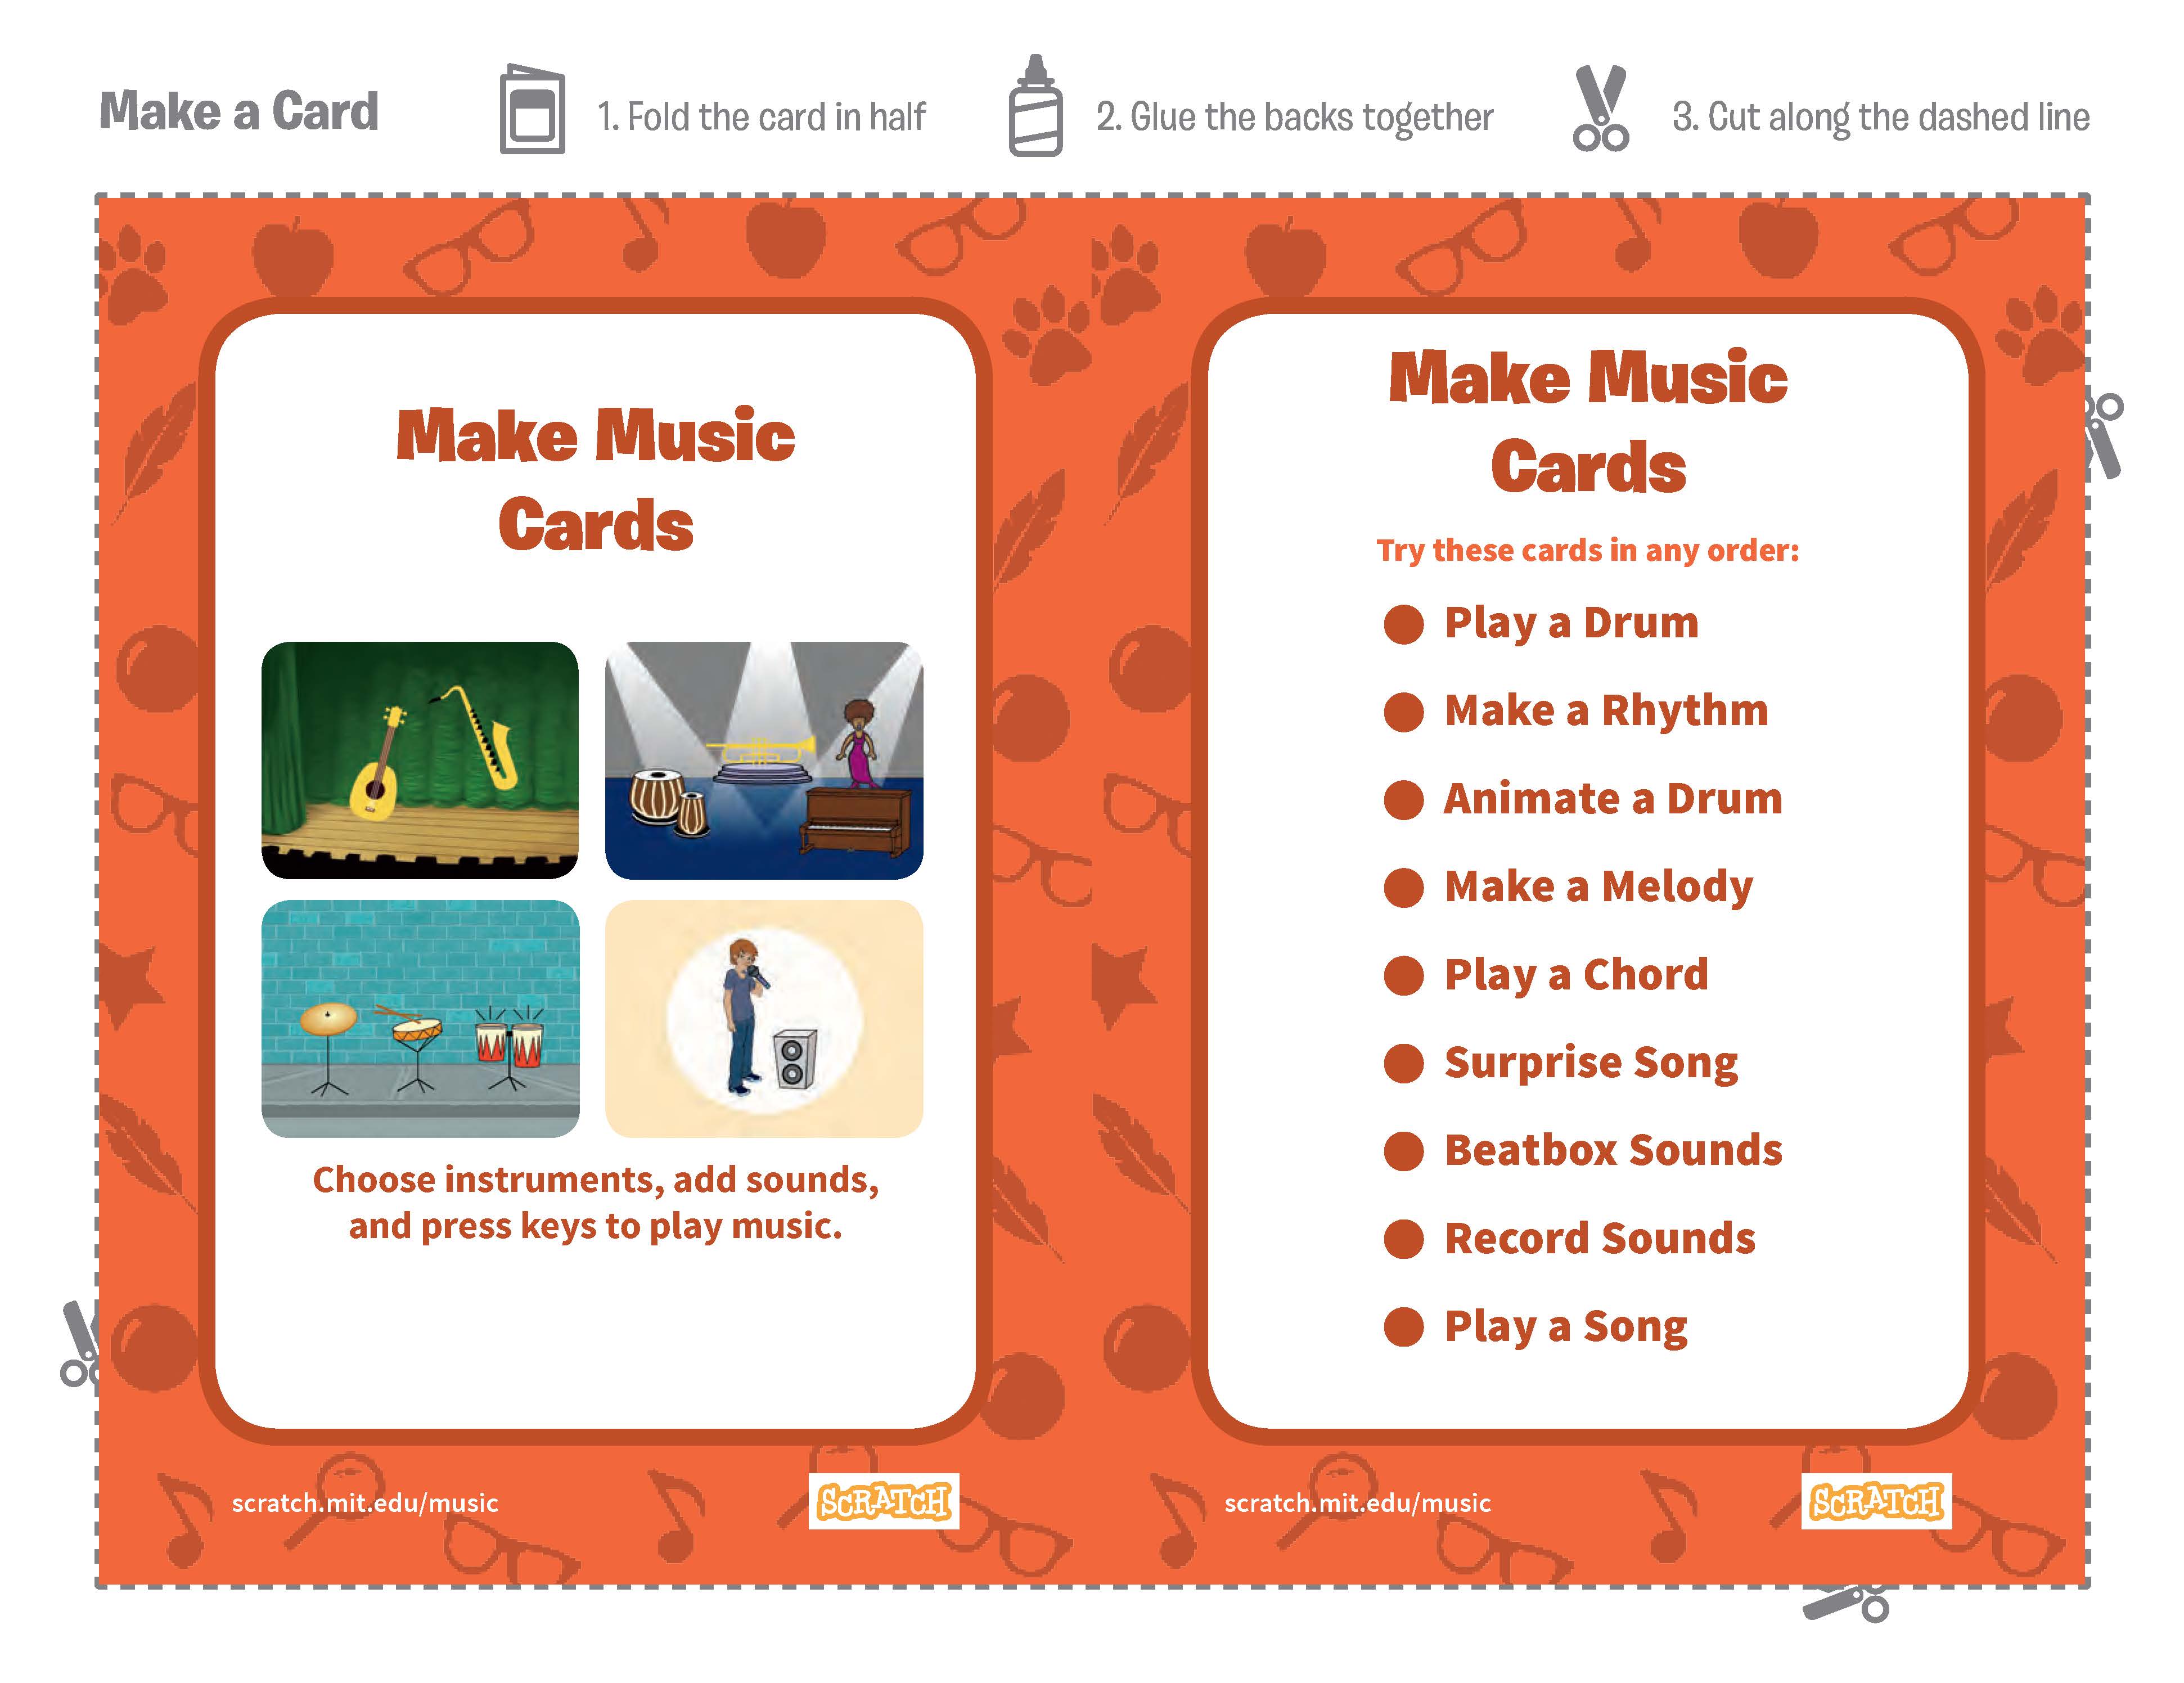 Make a Card
1. Fold the card in half
2. Glue the backs together
3. Cut along the dashed line
Make Music
Cards
Choose instruments, add sounds,
and press keys to play music.
scratch.mit.edu/music
SCRATCH
Make Music
Cards
Try these cards in any order:
Play a Drum
Make a Rhythm
Animate a Drum
Make a Melody
Play a Chord
Surprise Song
Beatbox Sounds
Record Sounds
Play a Song
scratch.mit.edu/music
SCRATCH